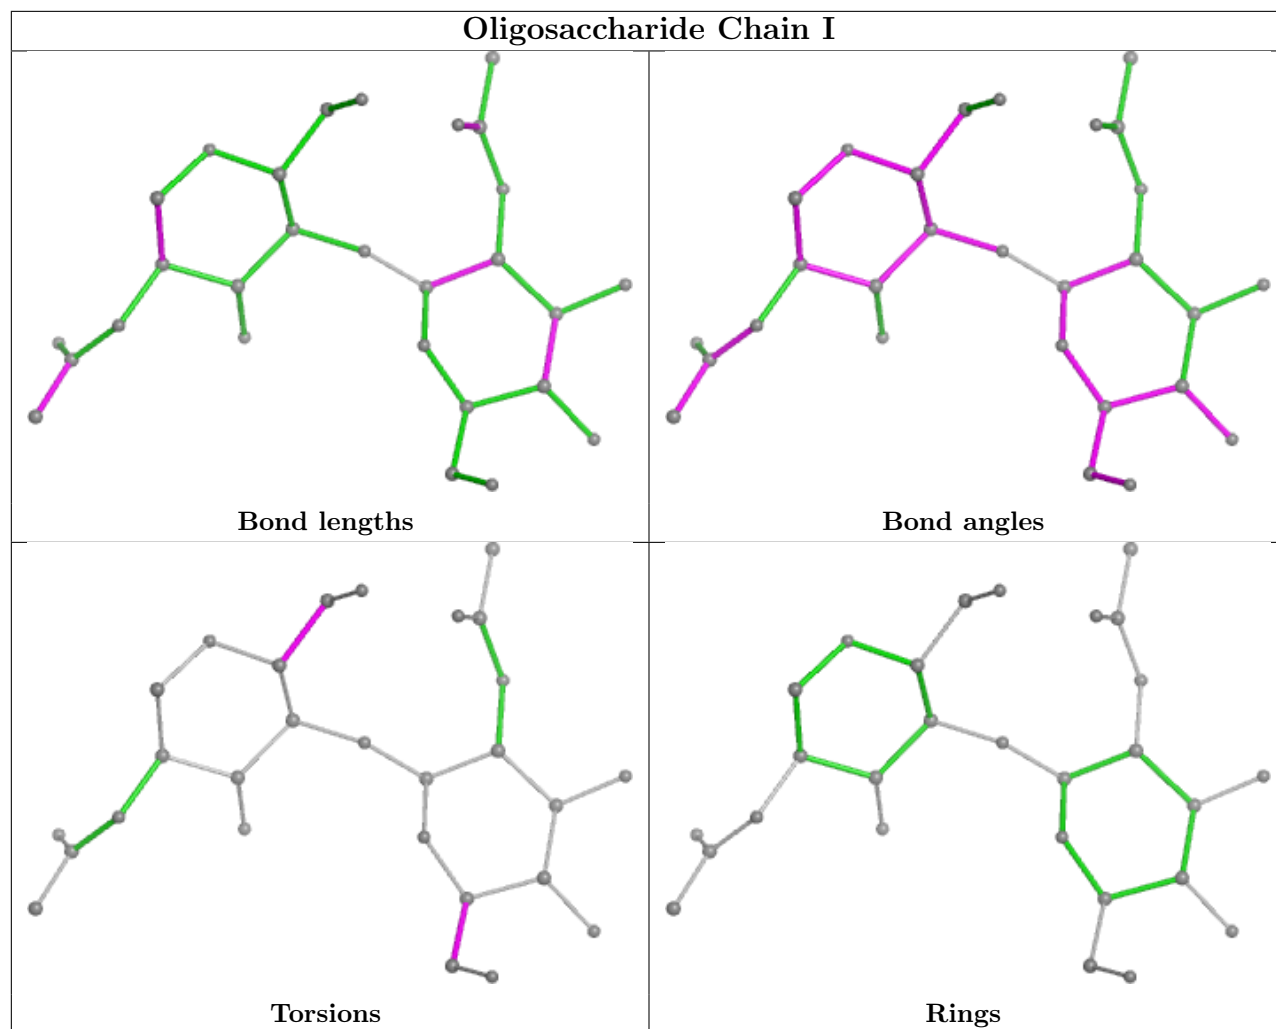 Oligosaccharide Chain I
Bond lengths
Bond angles
Torsions
Rings